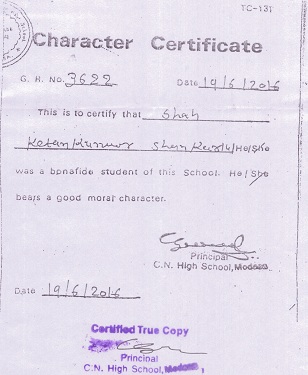 TC-131
Character Certificate
G. R. No. 3622 Date 19/6/2016
This is to certify that Shah
Ketankumar He/She
was a bpnafide student of this School. He/She
bears a good moral character.
Principal
C.N. High School, Modasa
Date 19/6/2016
Certified True Copy
Principal
C.N. High School, Modasa